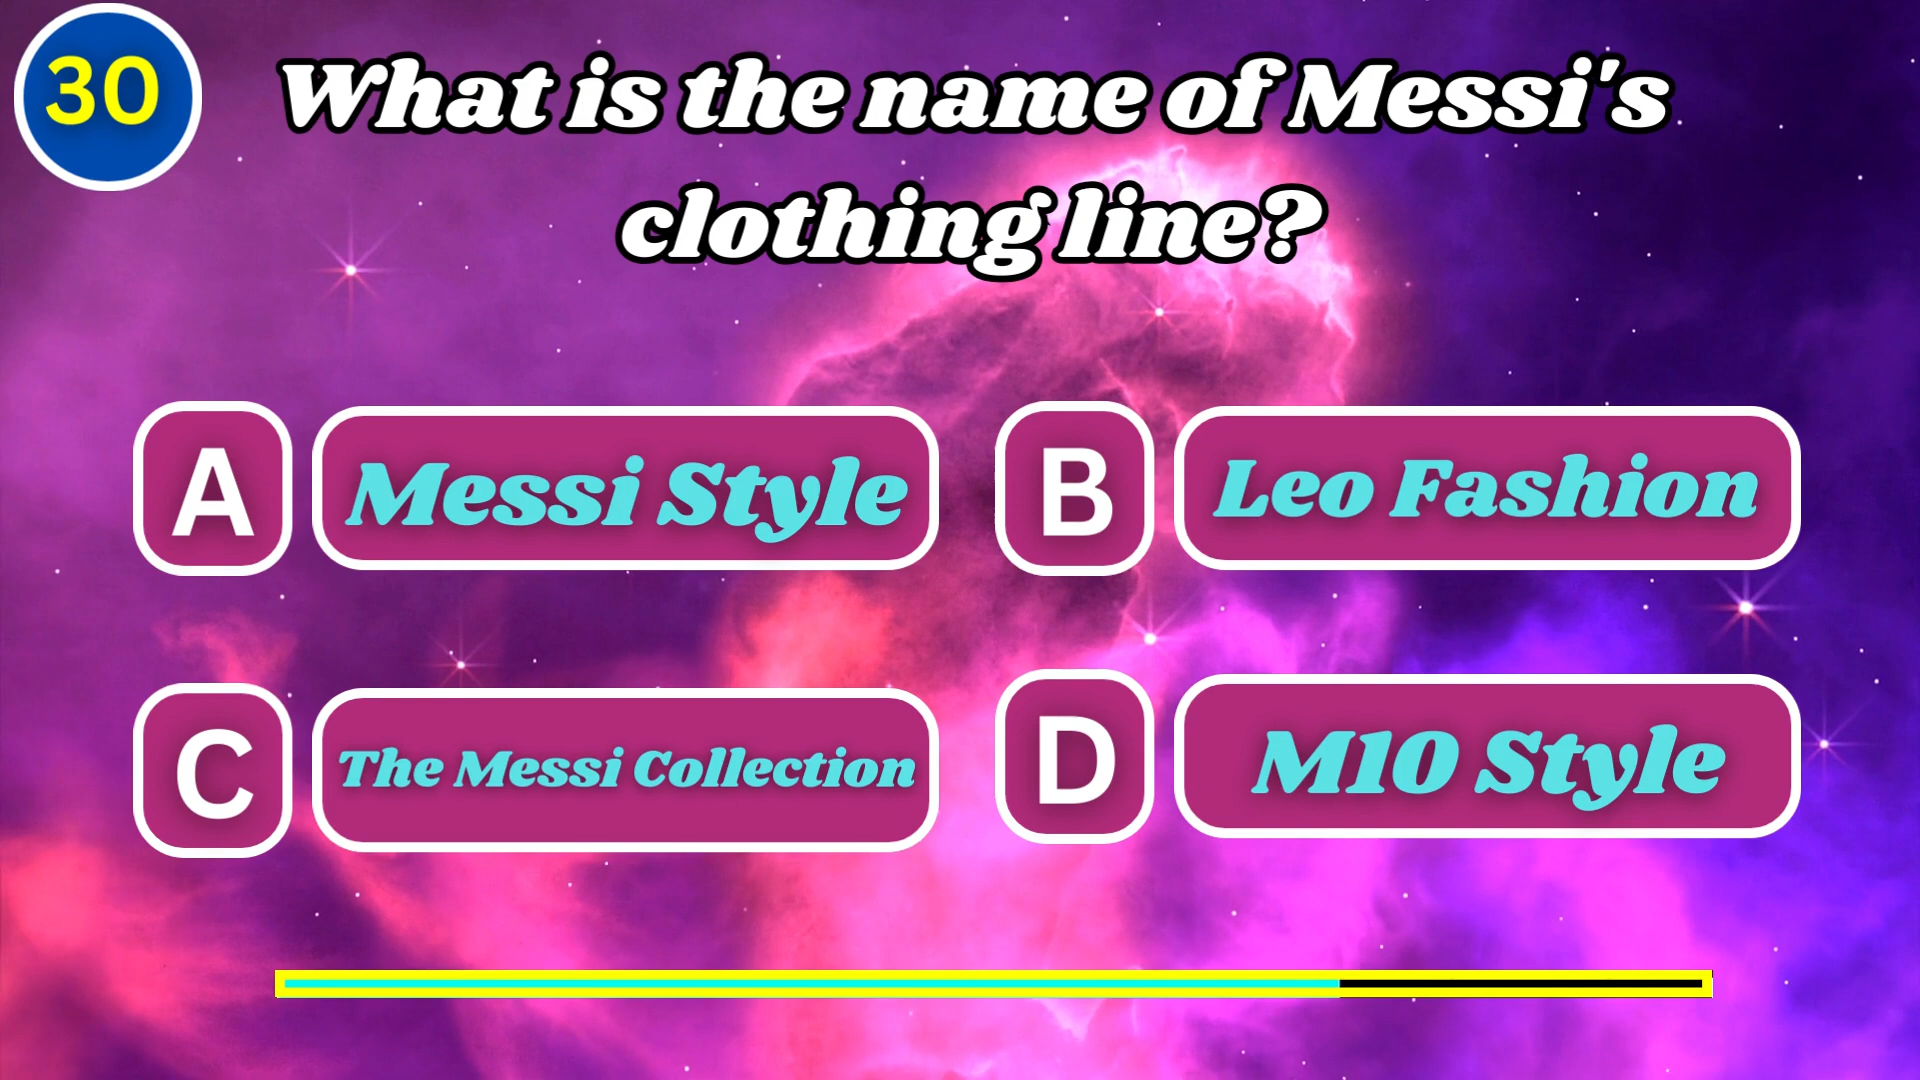 30
What is the name of Messi's
clothing line?
A
Messi Style
B
Leo Fashion
C
The Messi Collection
D
M10 Style